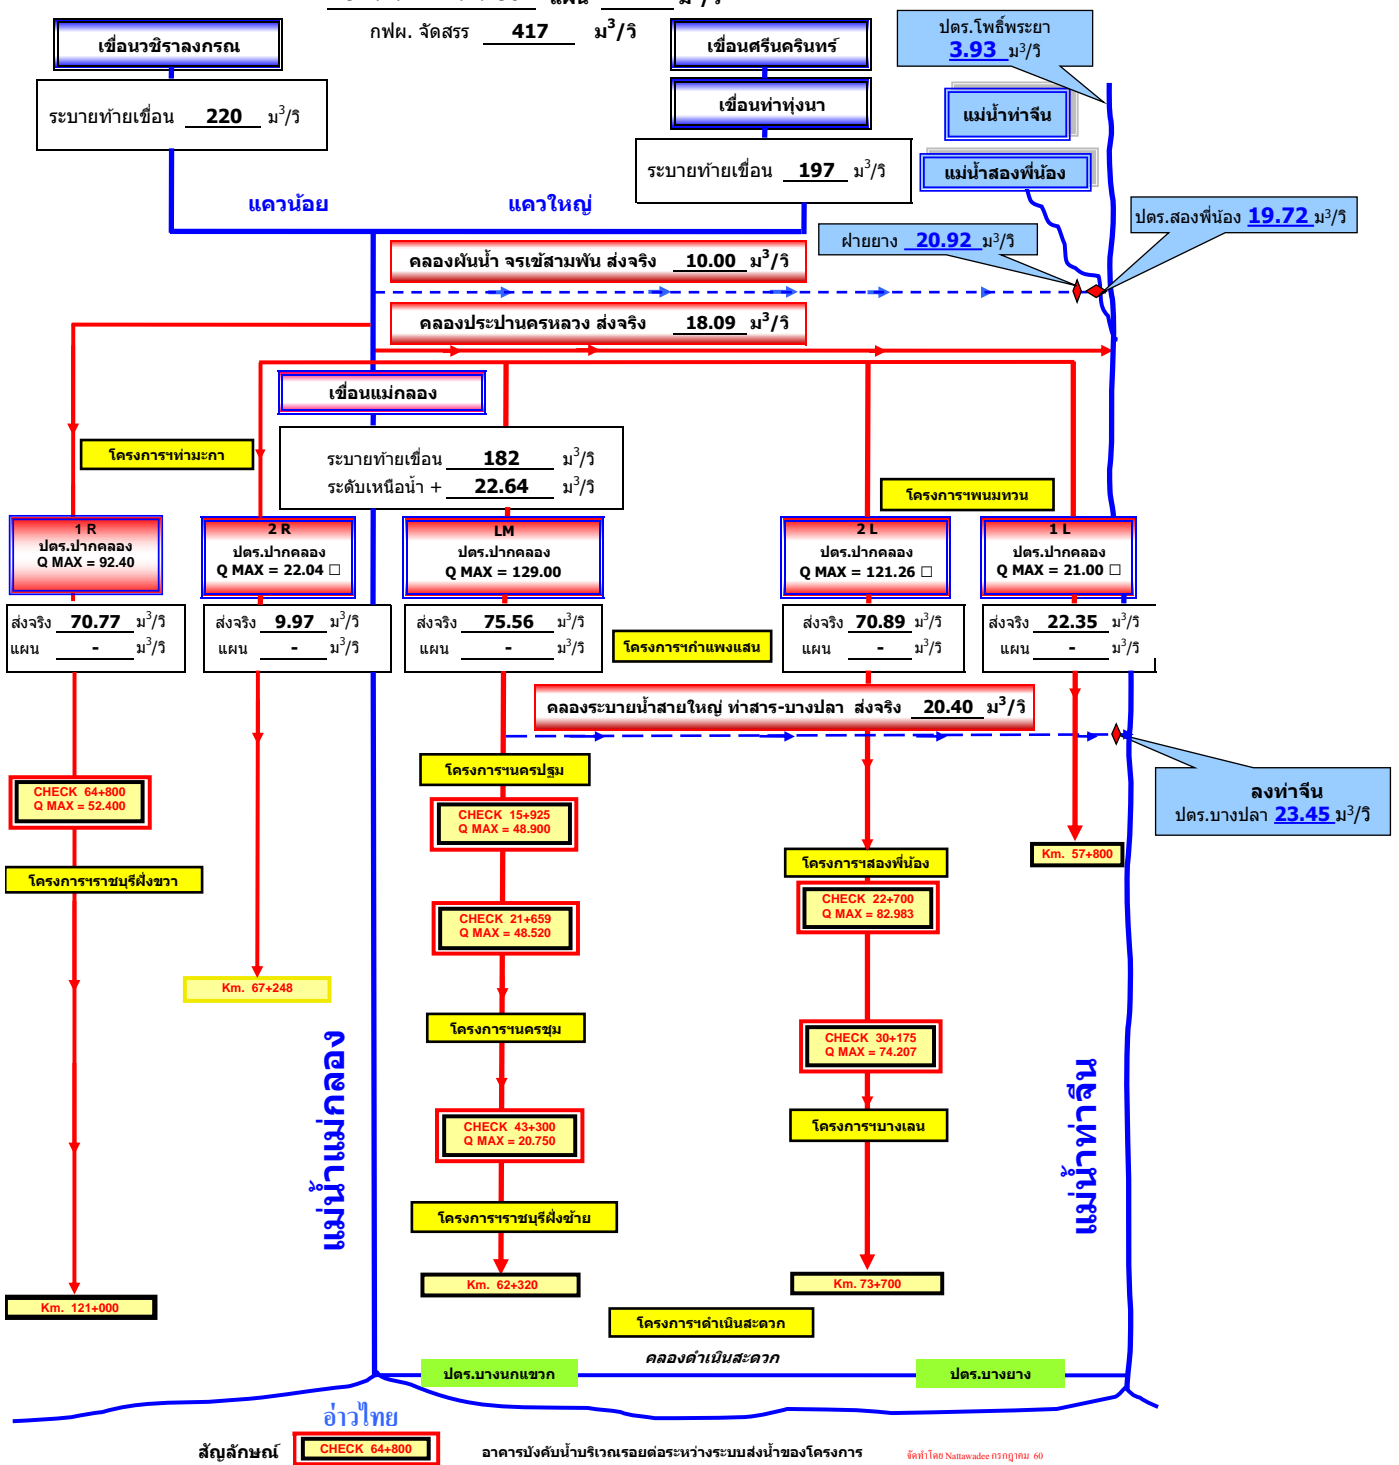 แผน ม³/วิ
กฟผ. จัดสรร 417 ม³/วิ
เขื่อนวชิราลงกรณ
เขื่อนศรีนครินทร์
ปตร.โพธิ์พระยา
3.93 ม³/วิ
ระบายท้ายเขื่อน 220 ม³/วิ
เขื่อนท่าทุ่งนา
แม่น้ำท่าจีน
ระบายท้ายเขื่อน 197 ม³/วิ
แม่น้ำสองพี่น้อง
แควน้อย
แควใหญ่
ปตร.สองพี่น้อง 19.72 ม³/วิ
ฝายยาง 20.92 ม³/วิ
คลองผันน้ำ จรเข้สามพัน ส่งจริง 10.00 ม³/วิ
คลองประปานครหลวง ส่งจริง 18.09 ม³/วิ
เขื่อนแม่กลอง
โครงการฯท่ามะกา
ระบายท้ายเขื่อน 182 ม³/วิ
ระดับเหนือน้ำ + 22.64 ม³/วิ
โครงการฯพนมทวน
1 R
ปตร.ปากคลอง
Q MAX = 92.40
2 R
ปตร.ปากคลอง
Q MAX = 22.04 □
LM
ปตร.ปากคลอง
Q MAX = 129.00
2 L
ปตร.ปากคลอง
Q MAX = 121.26 □
1 L
ปตร.ปากคลอง
Q MAX = 21.00 □
ส่งจริง 70.77 ม³/วิ
แผน - ม³/วิ
ส่งจริง 9.97 ม³/วิ
แผน - ม³/วิ
ส่งจริง 75.56 ม³/วิ
แผน - ม³/วิ
โครงการฯกำแพงแสน
ส่งจริง 70.89 ม³/วิ
แผน - ม³/วิ
ส่งจริง 22.35 ม³/วิ
แผน - ม³/วิ
คลองระบายน้ำสายใหญ่ ท่าสาร-บางปลา ส่งจริง 20.40 ม³/วิ
โครงการฯนครปฐม
ลงท่าจีน
ปตร.บางปลา 23.45 ม³/วิ
CHECK 64+800
Q MAX = 52.400
CHECK 15+925
Q MAX = 48.900
Km. 57+800
โครงการฯสองพี่น้อง
โครงการฯราชบุรีฝั่งขวา
CHECK 22+700
Q MAX = 82.983
CHECK 21+659
Q MAX = 48.520
Km. 67+248
โครงการฯนครชุม
CHECK 30+175
Q MAX = 74.207
แม่น้ำแม่กลอง
แม่น้ำท่าจีน
CHECK 43+300
Q MAX = 20.750
โครงการฯบางเลน
โครงการฯราชบุรีฝั่งซ้าย
Km. 62+320
Km. 73+700
Km. 121+000
โครงการฯดำเนินสะดวก
คลองดำเนินสะดวก
ปตร.บางนกแขวก
ปตร.บางยาง
อ่าวไทย
สัญลักษณ์ CHECK 64+800 อาคารบังคับน้ำบริเวณรอยต่อระหว่างระบบส่งน้ำของโครงการ
จัดทำโดย Nattawadee กรกฎาคม 60